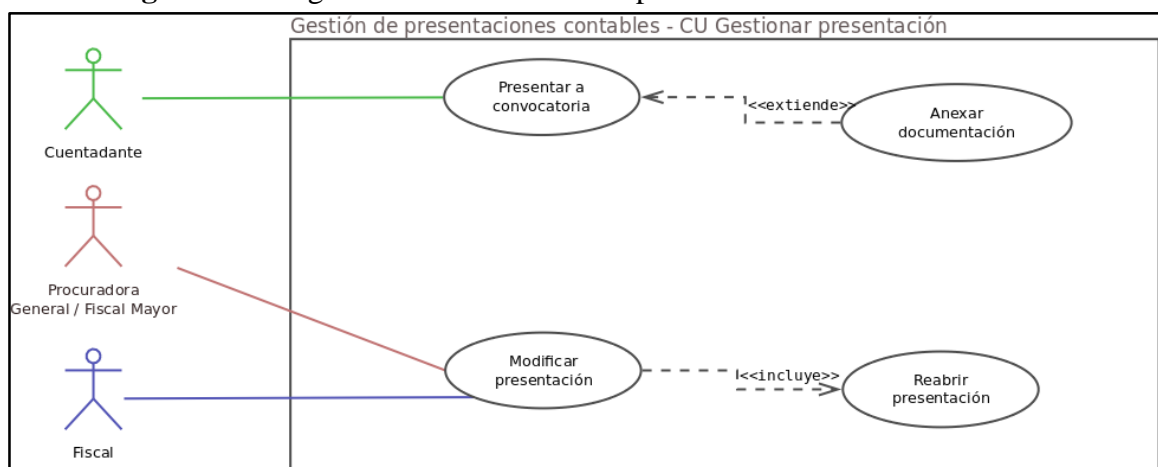 Gestión de presentaciones contables - CU Gestionar presentación
Presentar a
convocatoria
<<extiende>>
Anexar
documentación
Cuentadante
Procuradora
General / Fiscal Mayor
Modificar
presentación
<<incluye>>
Reabrir
presentación
Fiscal